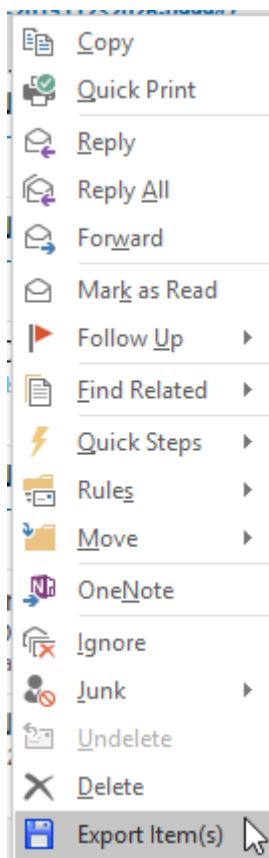 Copy
Quick Print
Reply
Reply All
Forward
Mark as Read
Follow Up
Find Related
Quick Steps
Rules
Move
OneNote
Ignore
Junk
Undelete
Delete
Export Item(s)